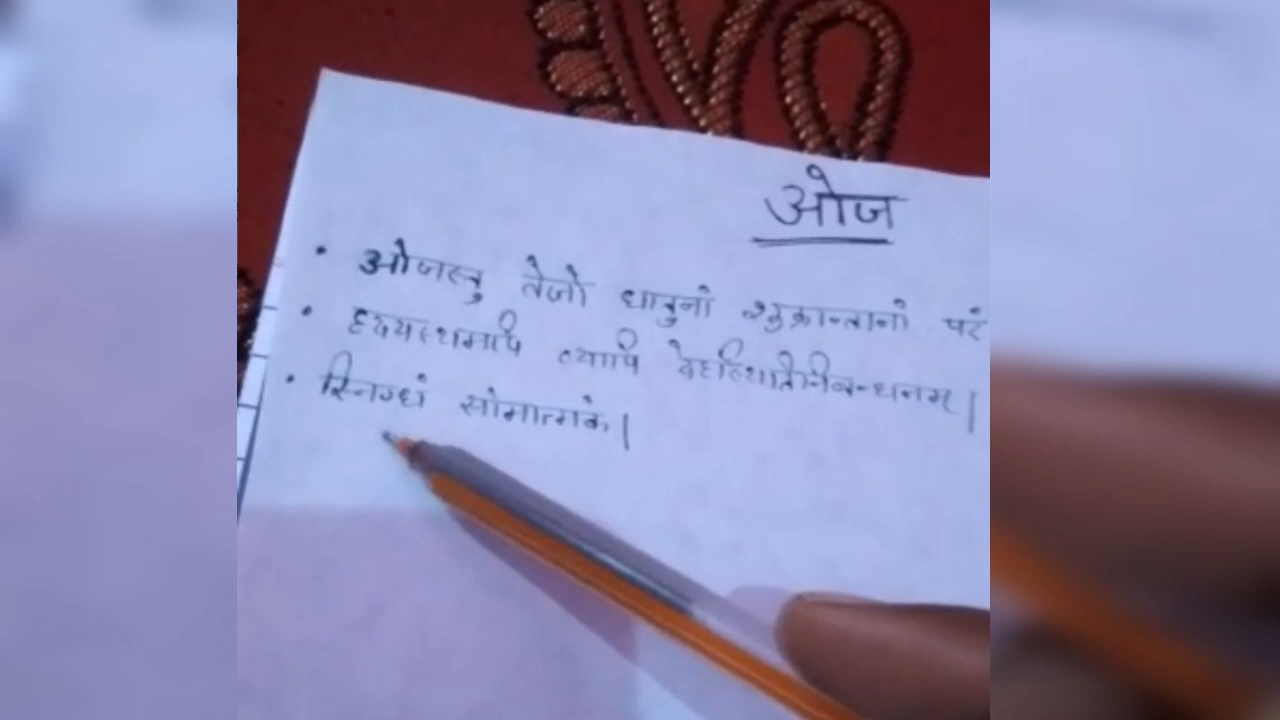 ओज
• ओजस्तु तेजो धातुनां शुक्रान्तानां परं
• हृदयस्थमपि व्यापि देहस्थितिनिबन्धनम्|
• स्निग्धं सोमात्मकं|